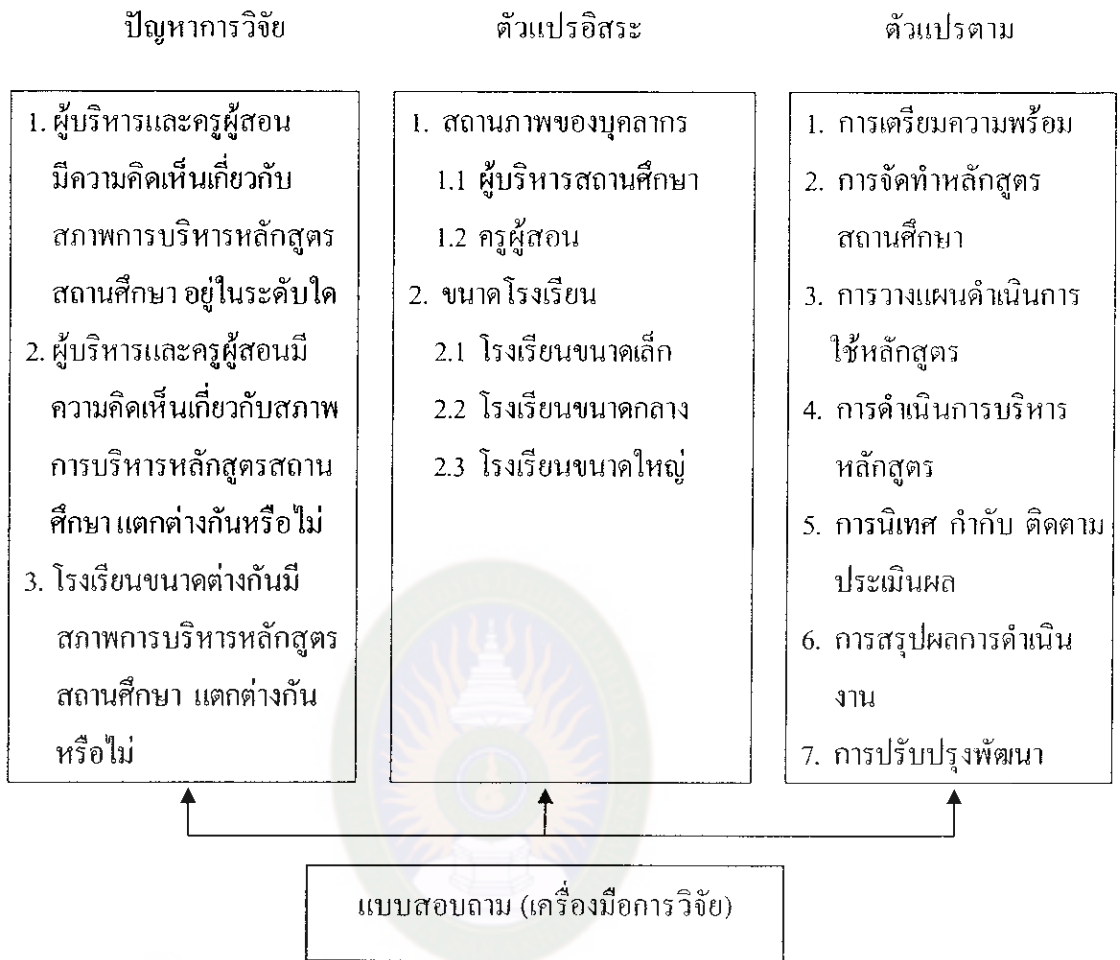 ปัญหาการวิจัย
1. ผู้บริหารและครูผู้สอน
มีความคิดเห็นเกี่ยวกับ
สภาพการบริหารหลักสูตร
สถานศึกษา อยู่ในระดับใด
2. ผู้บริหารและครูผู้สอนมี
ความคิดเห็นเกี่ยวกับสภาพ
การบริหารหลักสูตรสถาน
ศึกษา แตกต่างกันหรือไม่
3. โรงเรียนขนาดต่างกันมี
สภาพการบริหารหลักสูตร
สถานศึกษา แตกต่างกัน
หรือไม่
ตัวแปรอิสระ
1. สถานภาพของบุคลากร
1.1 ผู้บริหารสถานศึกษา
1.2 ครูผู้สอน
2. ขนาดโรงเรียน
2.1 โรงเรียนขนาดเล็ก
2.2 โรงเรียนขนาดกลาง
2.3 โรงเรียนขนาดใหญ่
ตัวแปรตาม
1. การเตรียมความพร้อม
2. การจัดทำหลักสูตร
สถานศึกษา
3. การวางแผนดำเนินการ
ใช้หลักสูตร
4. การดำเนินการบริหาร
หลักสูตร
5. การนิเทศ กำกับ ติดตาม
ประเมินผล
6. การสรุปผลการดำเนิน
งาน
7. การปรับปรุงพัฒนา
แบบสอบถาม (เครื่องมือการวิจัย)